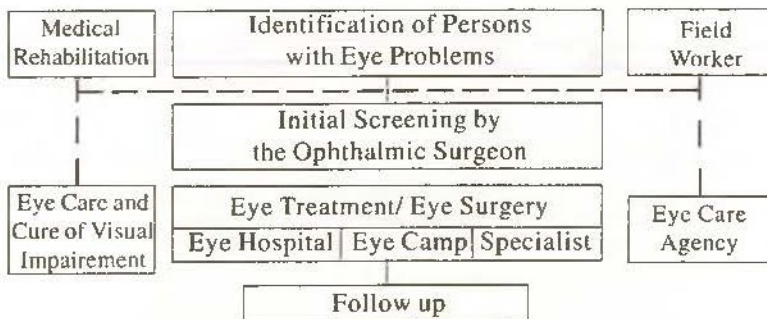 Medical
Rehabilitation
Identification of Persons
with Eye Problems
Field
Worker
Initial Screening by
the Ophthalmic Surgeon
Eye Care and
Cure of Visual
Impairement
Eye Treatment/ Eye Surgery
Eye Hospital
Eye Camp
Specialist
Eye Care
Agency
Follow up